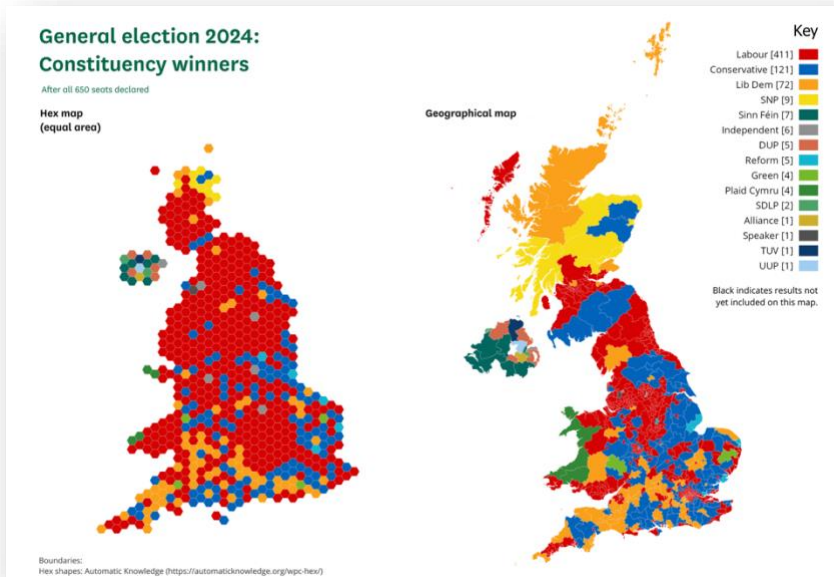 General election 2024:
Constituency winners
After all 650 seats declared
Hex map
(equal area)
Geographical map
Key
Labour [411]
Conservative [121]
Lib Dem [72]
SNP [9]
Sinn Féin [7]
Independent [6]
DUP [5]
Reform [5]
Green [4]
Plaid Cymru [4]
SDLP [2]
Alliance [1]
Speaker [1]
TUV [1]
UUP [1]
Black indicates results not
yet included on this map.
Boundaries:
Hex shapes: Automatic Knowledge (https://automaticknowledge.org/wpc-hex/)